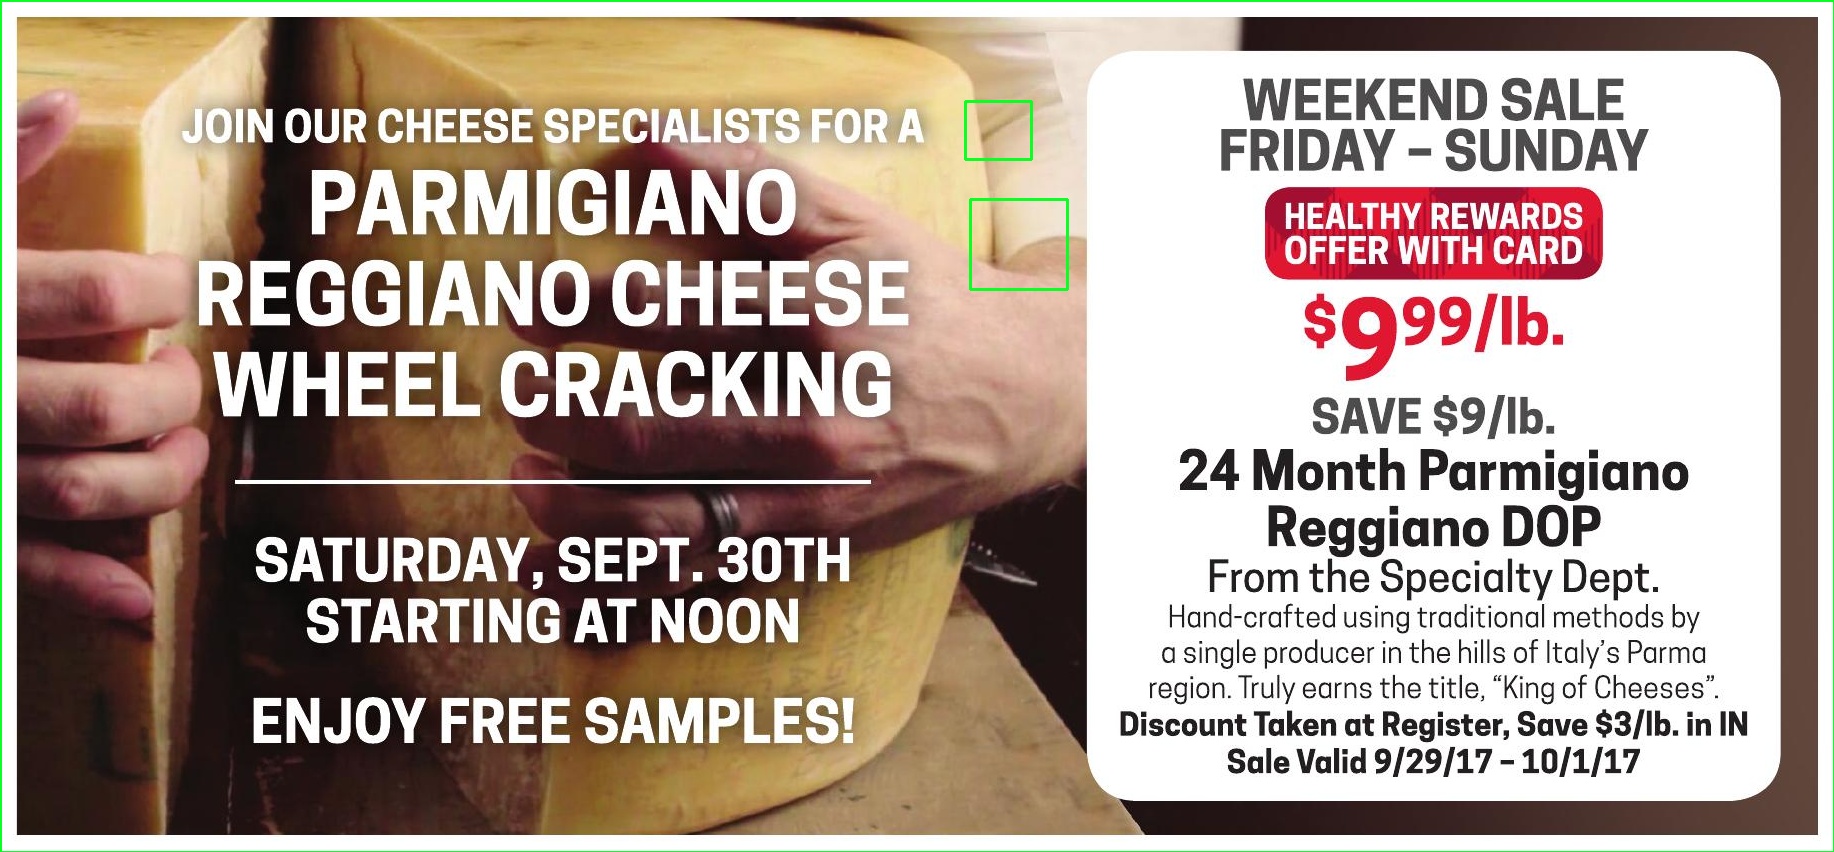 JOIN OUR CHEESE SPECIALISTS FOR A
PARMIGIANO
REGGIANO CHEESE
WHEEL CRACKING
SATURDAY, SEPT. 30TH
STARTING AT NOON
ENJOY FREE SAMPLES!
WEEKEND SALE
FRIDAY – SUNDAY
HEALTHY REWARDS
OFFER WITH CARD
$9 99/lb.
SAVE $9/lb.
24 Month Parmigiano
Reggiano DOP
From the Specialty Dept.
Hand-crafted using traditional methods by
a single producer in the hills of Italy’s Parma
region. Truly earns the title, “King of Cheeses”.
Discount Taken at Register, Save $3/lb. in IN
Sale Valid 9/29/17 – 10/1/17